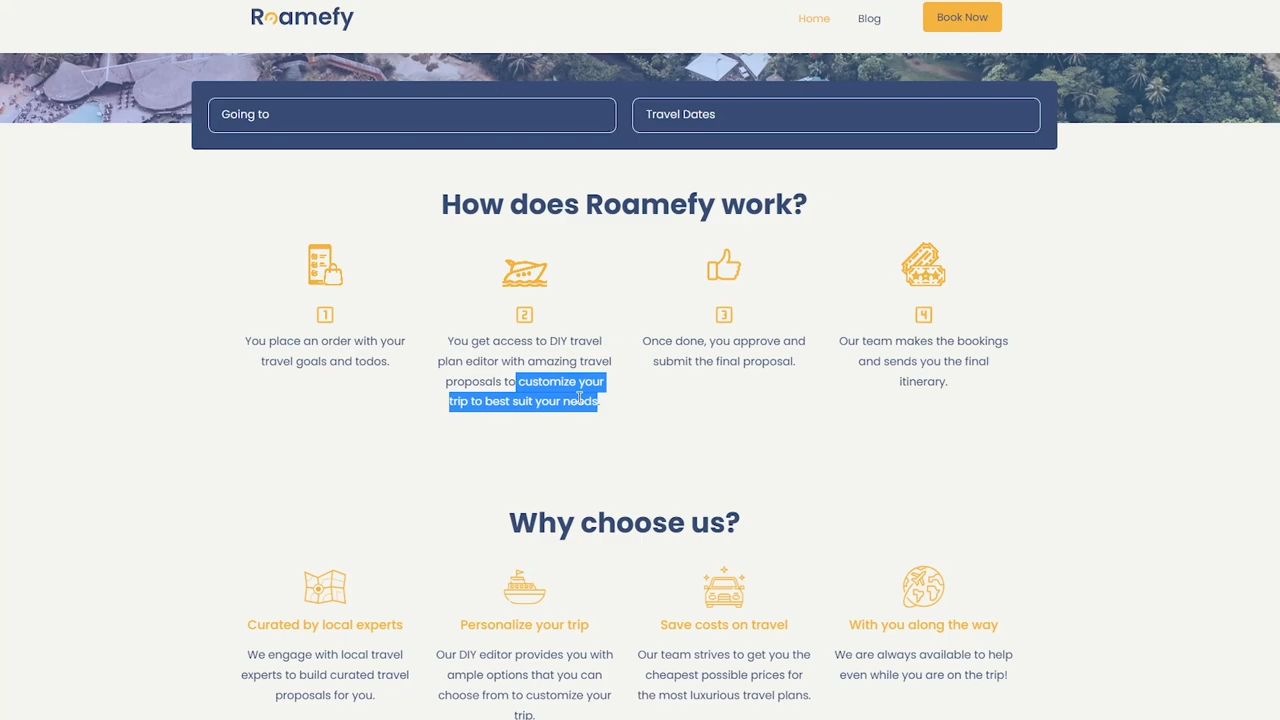 Roamefy
Home
Blog
Book Now
Going to
Travel Dates
How does Roamefy work?
1
You place an order with your
travel goals and todos.
2
You get access to DIY travel
plan editor with amazing travel
proposals to customize your
trip to best suit your needs.
3
Once done, you approve and
submit the final proposal.
4
Our team makes the bookings
and sends you the final
itinerary.
Why choose us?
Curated by local experts
We engage with local travel
experts to build curated travel
proposals for you.
Personalize your trip
Our DIY editor provides you with
ample options that you can
choose from to customize your
trip.
Save costs on travel
Our team strives to get you the
cheapest possible prices for
the most luxurious travel plans.
With you along the way
We are always available to help
even while you are on the trip!